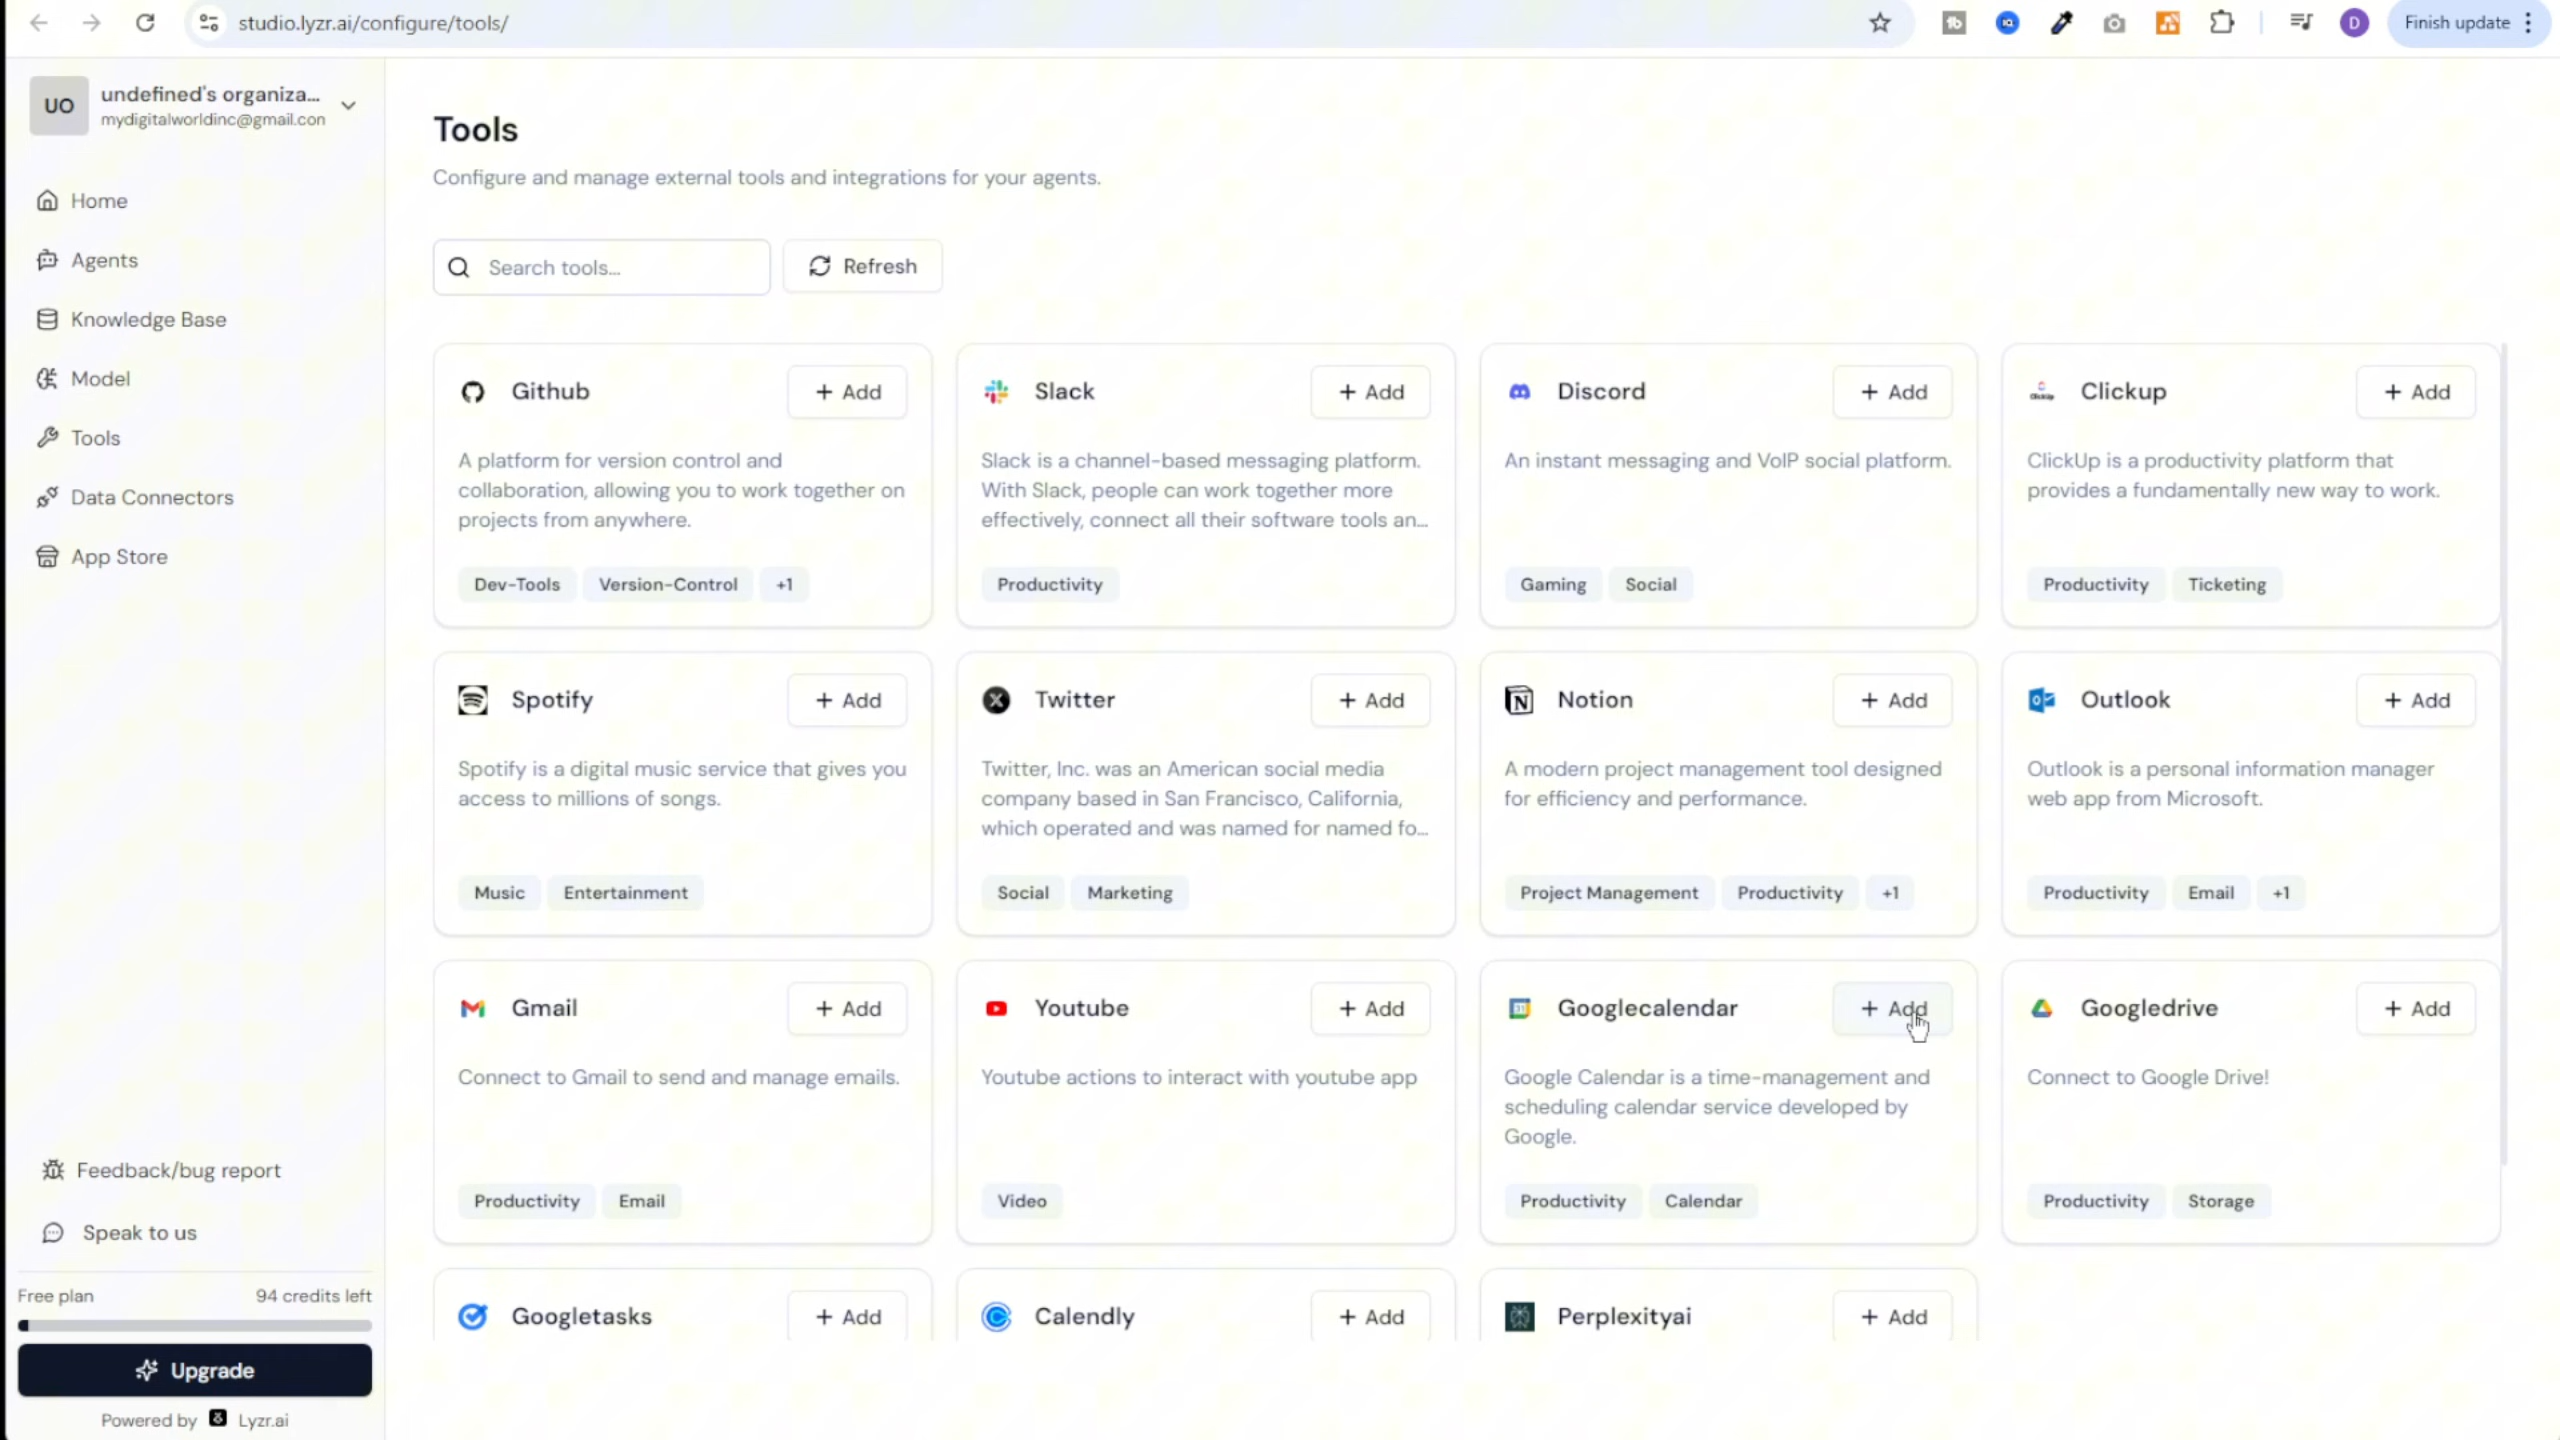 studio.lyzr.ai/configure/tools/
Finish update
D
UO
undefined's organiza...
mydigitalworldinc@gmail.con
Home
Agents
Knowledge Base
Model
Tools
Data Connectors
App Store
Feedback/bug report
Speak to us
Free plan
94 credits left
Upgrade
Powered by Lyzr.ai
Tools
Configure and manage external tools and integrations for your agents.
Search tools...
Refresh
Github
+ Add
A platform for version control and
collaboration, allowing you to work together on
projects from anywhere.
Dev-Tools
Version-Control
+1
Slack
+ Add
Slack is a channel-based messaging platform.
With Slack, people can work together more
effectively, connect all their software tools an...
Productivity
Discord
+ Add
An instant messaging and VoIP social platform.
Gaming
Social
Clickup
+ Add
ClickUp is a productivity platform that
provides a fundamentally new way to work.
Productivity
Ticketing
Spotify
+ Add
Spotify is a digital music service that gives you
access to millions of songs.
Music
Entertainment
Twitter
+ Add
Twitter, Inc. was an American social media
company based in San Francisco, California,
which operated and was named for named fo...
Social
Marketing
Notion
+ Add
A modern project management tool designed
for efficiency and performance.
Project Management
Productivity
+1
Outlook
+ Add
Outlook is a personal information manager
web app from Microsoft.
Productivity
Email
+1
Gmail
+ Add
Connect to Gmail to send and manage emails.
Productivity
Email
Youtube
+ Add
Youtube actions to interact with youtube app
Video
Googlecalendar
+ Add
Google Calendar is a time-management and
scheduling calendar service developed by
Google.
Productivity
Calendar
Googledrive
+ Add
Connect to Google Drive!
Productivity
Storage
Googletasks
+ Add
Calendly
+ Add
Perplexityai
+ Add